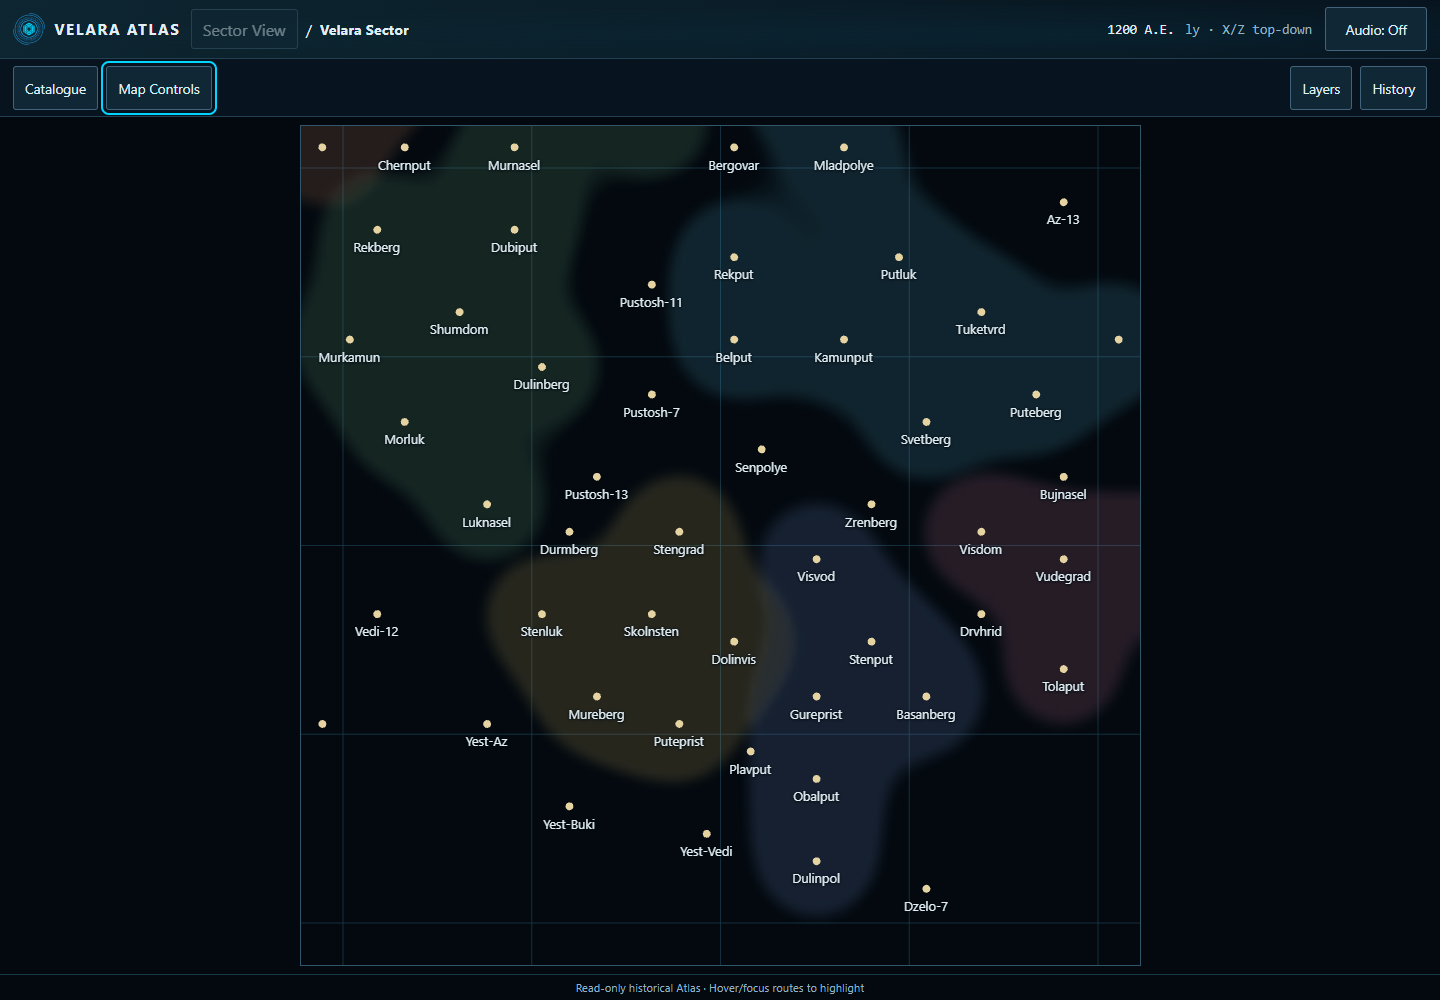 VELARA ATLAS
Sector View
/ Velara Sector
1200 A.E. ly · X/Z top-down
Audio: Off
Catalogue
Map Controls
Layers
History
Chernput
Murnasel
Bergovar
Mladpolye
Az-13
Rekberg
Dubiput
Rekput
Putluk
Pustosh-11
Shumdom
Tuketvrd
Murkamun
Belput
Kamunput
Dulinberg
Pustosh-7
Puteberg
Morluk
Svetberg
Senpolye
Pustosh-13
Bujnasel
Luknasel
Zrenberg
Durmberg
Stengrad
Visdom
Visvod
Vudegrad
Vedi-12
Stenluk
Skolnsten
Drvhrid
Dolinvis
Stenput
Tolaput
Mureberg
Gureprist
Basanberg
Yest-Az
Puteprist
Plavput
Obalput
Yest-Buki
Yest-Vedi
Dulinpol
Dzelo-7
Read-only historical Atlas · Hover/focus routes to highlight